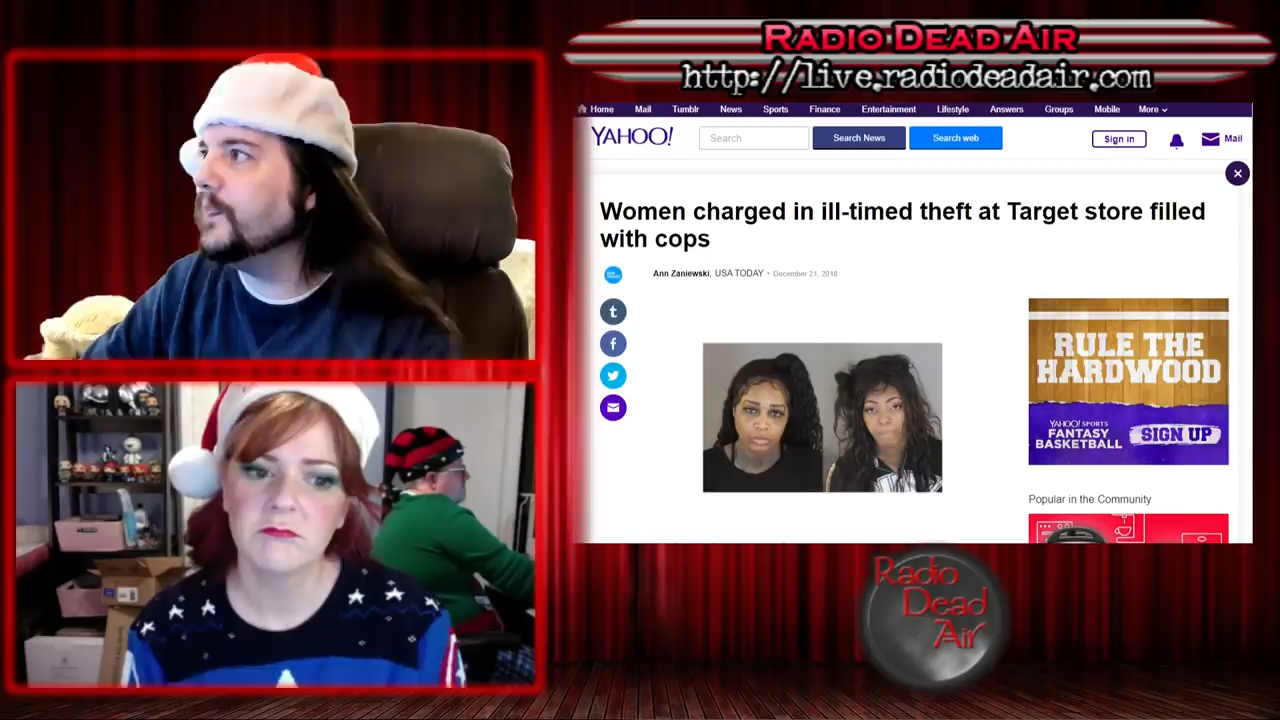 RADIO DEAD AIR
http://live.radiodeadair.com
Home Mail Tumblr News Sports Finance Entertainment Lifestyle Answers Groups Mobile More
YAHOO! Search Search News Search web Sign in Mail
Women charged in ill-timed theft at Target store filled
with cops
Ann Zaniewski, USA TODAY • December 21, 2018
t
f
RULE THE
HARDWOOD
YAHOO! SPORTS
FANTASY
BASKETBALL
SIGN UP
Popular in the Community
Radio
Dead
Air